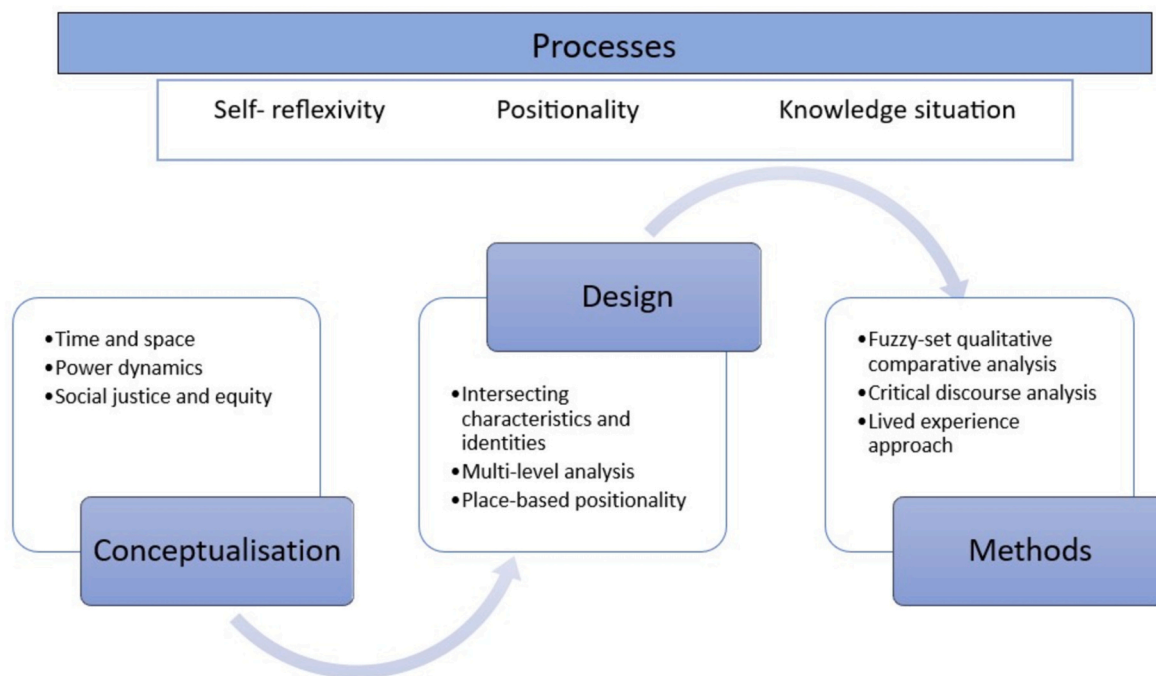 Processes
Self- reflexivity Positionality Knowledge situation
•Time and space
•Power dynamics
•Social justice and equity
Conceptualisation
Design
•Intersecting
characteristics and
identities
•Multi-level analysis
•Place-based positionality
•Fuzzy-set qualitative
comparative analysis
•Critical discourse analysis
•Lived experience
approach
Methods